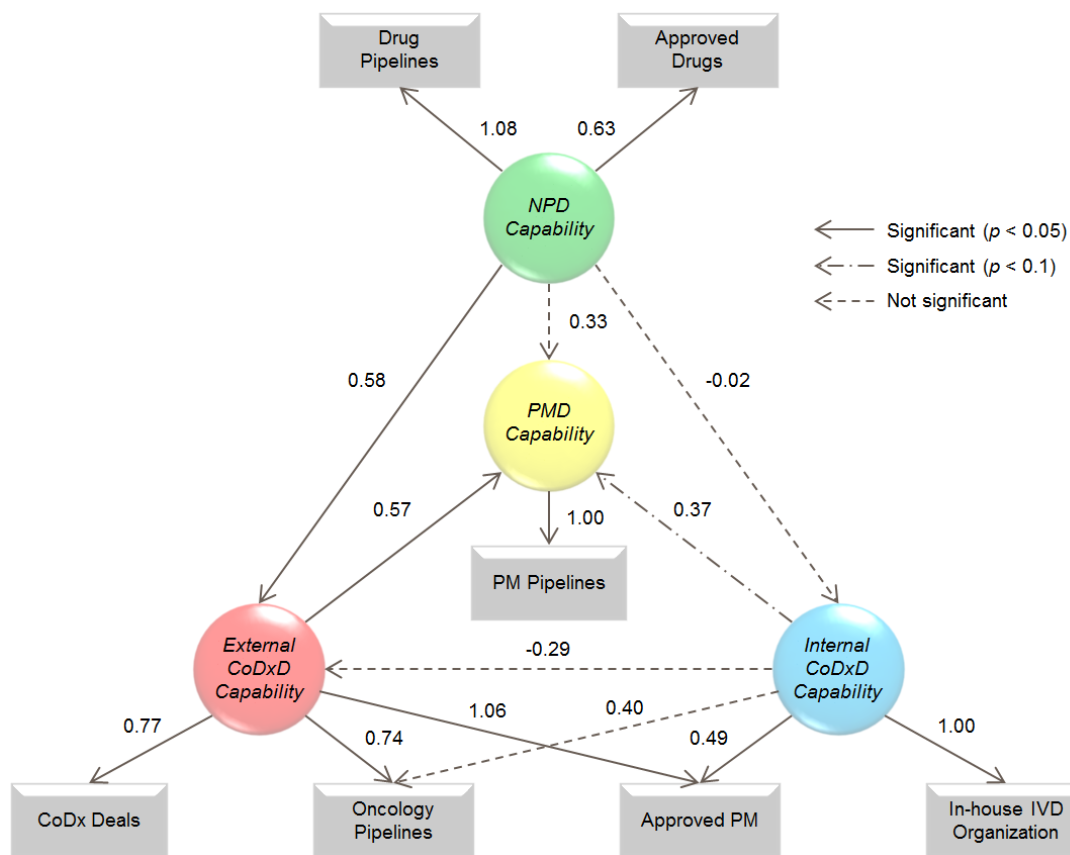 Drug
Pipelines
Approved
Drugs
1.08
0.63
NPD
Capability
Significant (p < 0.05)
Significant (p < 0.1)
Not significant
0.33
0.58
-0.02
PMD
Capability
0.57
0.37
1.00
PM Pipelines
External
CoDxD
Capability
Internal
CoDxD
Capability
-0.29
0.77
0.74
1.06
0.40
0.49
1.00
CoDx Deals
Oncology
Pipelines
Approved PM
In-house IVD
Organization